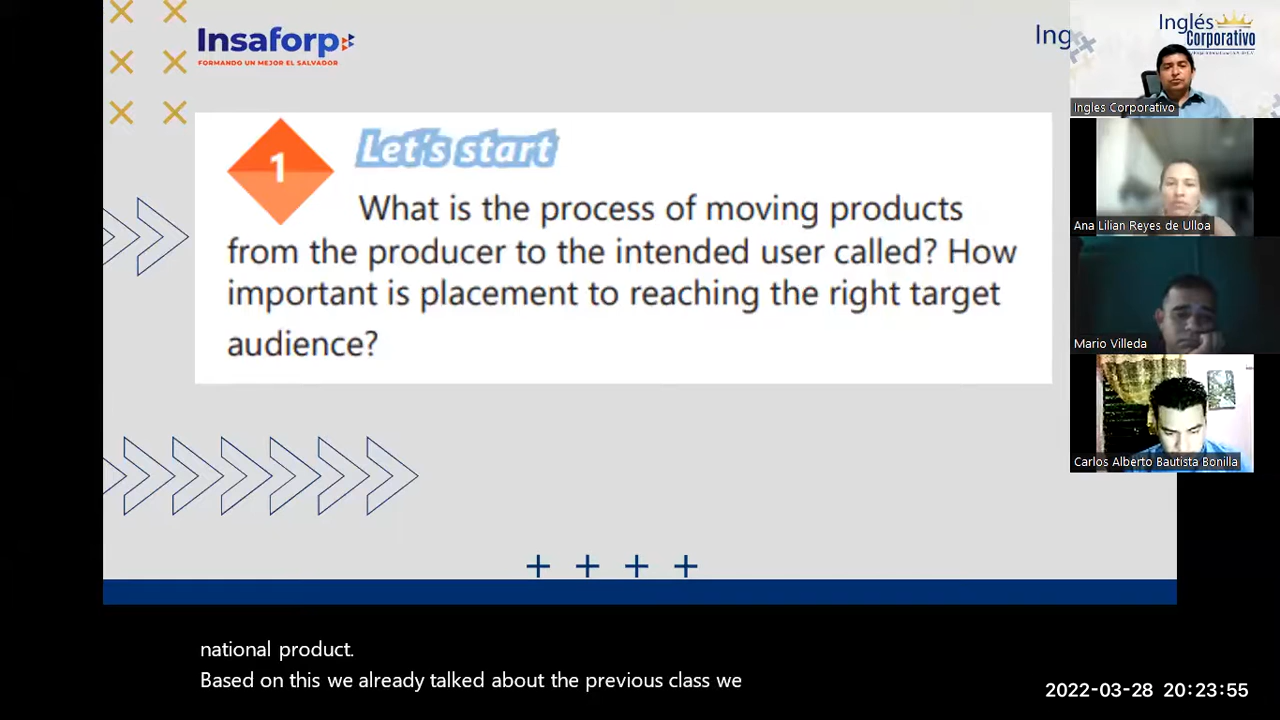 Insaforp
FORMANDO UN MEJOR EL SALVADOR
Ing
Inglés
Corporativo
Ingles Corporativo
1
Let's start
What is the process of moving products
from the producer to the intended user called? How
important is placement to reaching the right target
audience?
Ana Lilian Reyes de Ulloa
Mario Villeda
Carlos Alberto Bautista Bonilla
national product.
Based on this we already talked about the previous class we
2022-03-28 20:23:55